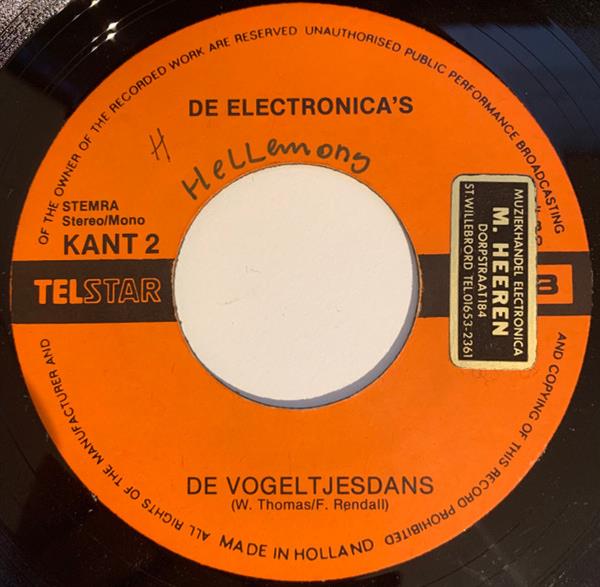 OF THE OWNER OF THE RECORDED WORK ARE RESERVED UNAUTHORISED PUBLIC PERFORMANCE BROADCASTING
DE ELECTRONICA'S
H Hellemong
STEMRA
Stereo/Mono
KANT 2
TELSTAR
MUZIEKHANDEL ELECTRONICA
M. HEEREN
DORPSTRAAT 184
ST. WILLEBRORD TEL. 01653-2361
DE VOGELTJESDANS
(W. Thomas/F. Rendall)
AND COPYING OF THIS RECORD PROHIBITED
ALL RIGHTS OF THE MANUFACTURER AND
MADE IN HOLLAND